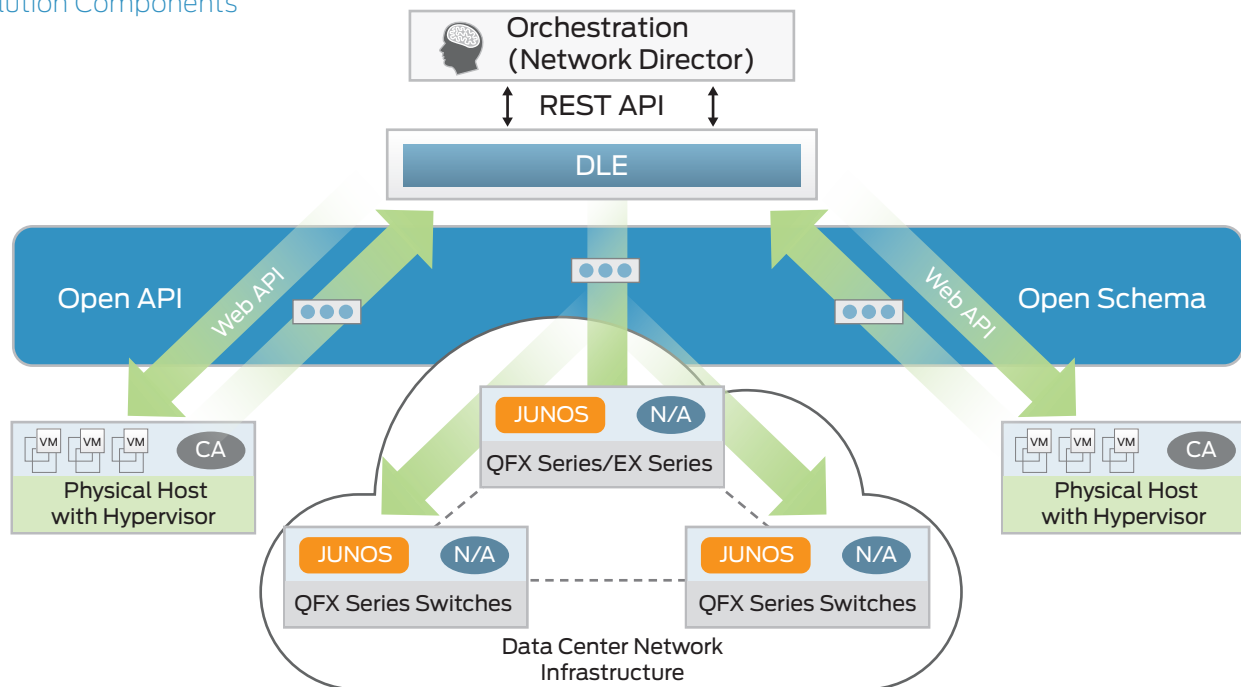 lution Components
Orchestration
(Network Director)
REST API
DLE
Open API
Web API
Web API
Open Schema
JUNOS
N/A
QFX Series/EX Series
VM VM VM
CA
Physical Host
with Hypervisor
VM VM VM
CA
Physical Host
with Hypervisor
JUNOS
N/A
QFX Series Switches
JUNOS
N/A
QFX Series Switches
Data Center Network
Infrastructure